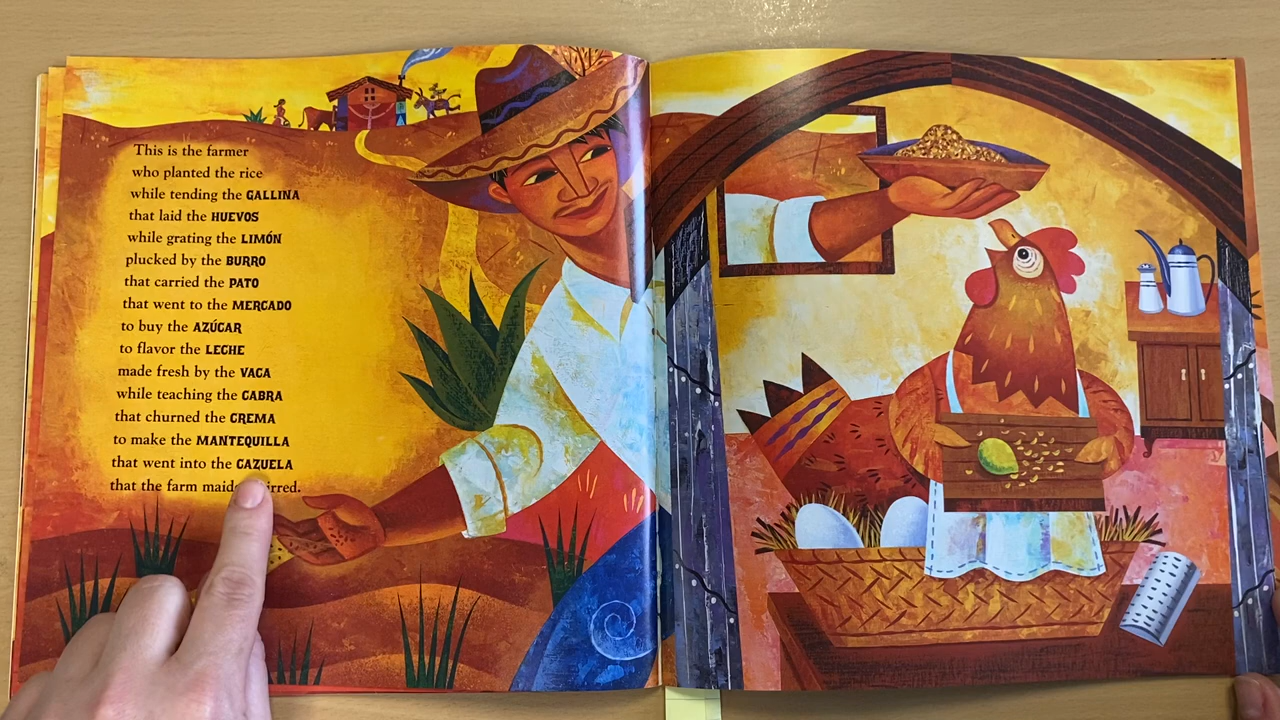 This is the farmer
who planted the rice
while tending the GALLINA
that laid the HUEVOS
while grating the LIMÓN
plucked by the BURRO
that carried the PATO
that went to the MERCADO
to buy the AZÚCAR
to flavor the LECHE
made fresh by the VACA
while teaching the CABRA
that churned the CREMA
to make the MANTEQUILLA
that went into the CAZUELA
that the farm maiden stirred.